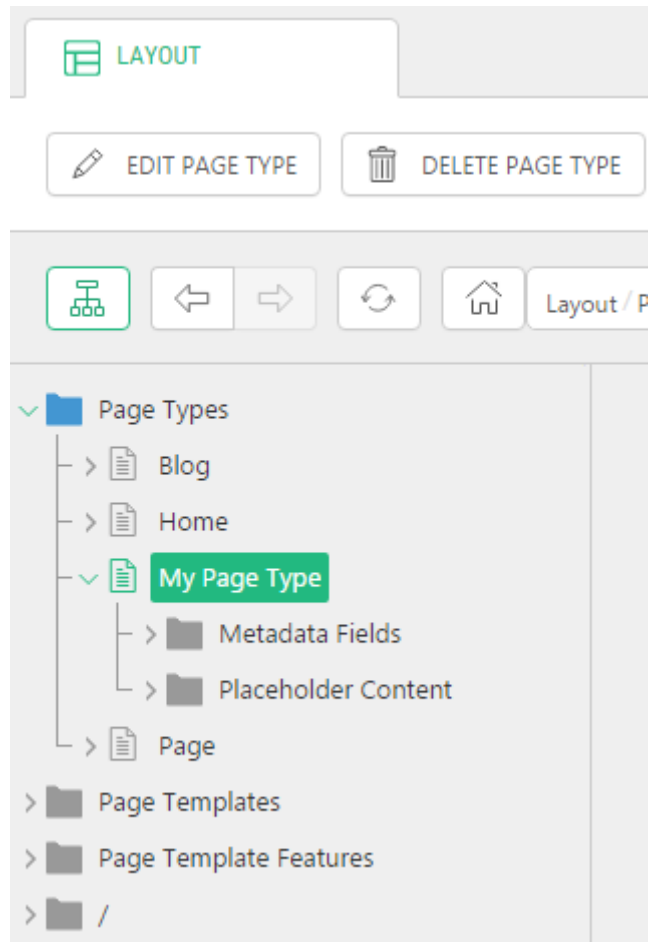 LAYOUT
EDIT PAGE TYPE DELETE PAGE TYPE
Layout / P
Page Types
Blog
Home
My Page Type
Metadata Fields
Placeholder Content
Page
Page Templates
Page Template Features
/